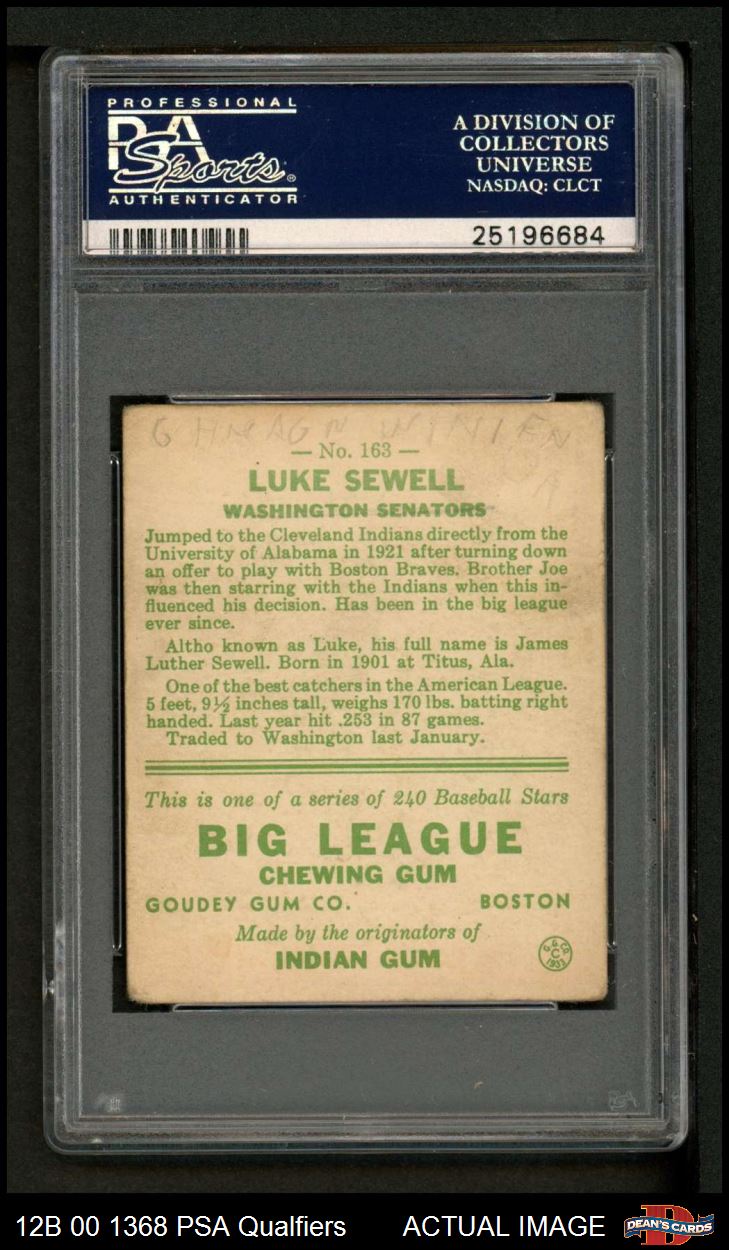 PROFESSIONAL
PSA
Sports®
AUTHENTICATOR
A DIVISION OF
COLLECTORS
UNIVERSE
NASDAQ: CLCT
25196684
— No. 163 —
LUKE SEWELL
WASHINGTON SENATORS
Jumped to the Cleveland Indians directly from the
University of Alabama in 1921 after turning down
an offer to play with Boston Braves. Brother Joe
was then starring with the Indians when this in-
fluenced his decision. Has been in the big league
ever since.
Altho known as Luke, his full name is James
Luther Sewell. Born in 1901 at Titus, Ala.
One of the best catchers in the American League.
5 feet, 9½ inches tall, weighs 170 lbs. batting right
handed. Last year hit .253 in 87 games.
Traded to Washington last January.
This is one of a series of 240 Baseball Stars
BIG LEAGUE
CHEWING GUM
GOUDEY GUM CO. BOSTON
Made by the originators of
INDIAN GUM
G.G.CO.
C
1933
12B 00 1368 PSA Qualfiers ACTUAL IMAGE
DEAN'S CARDS